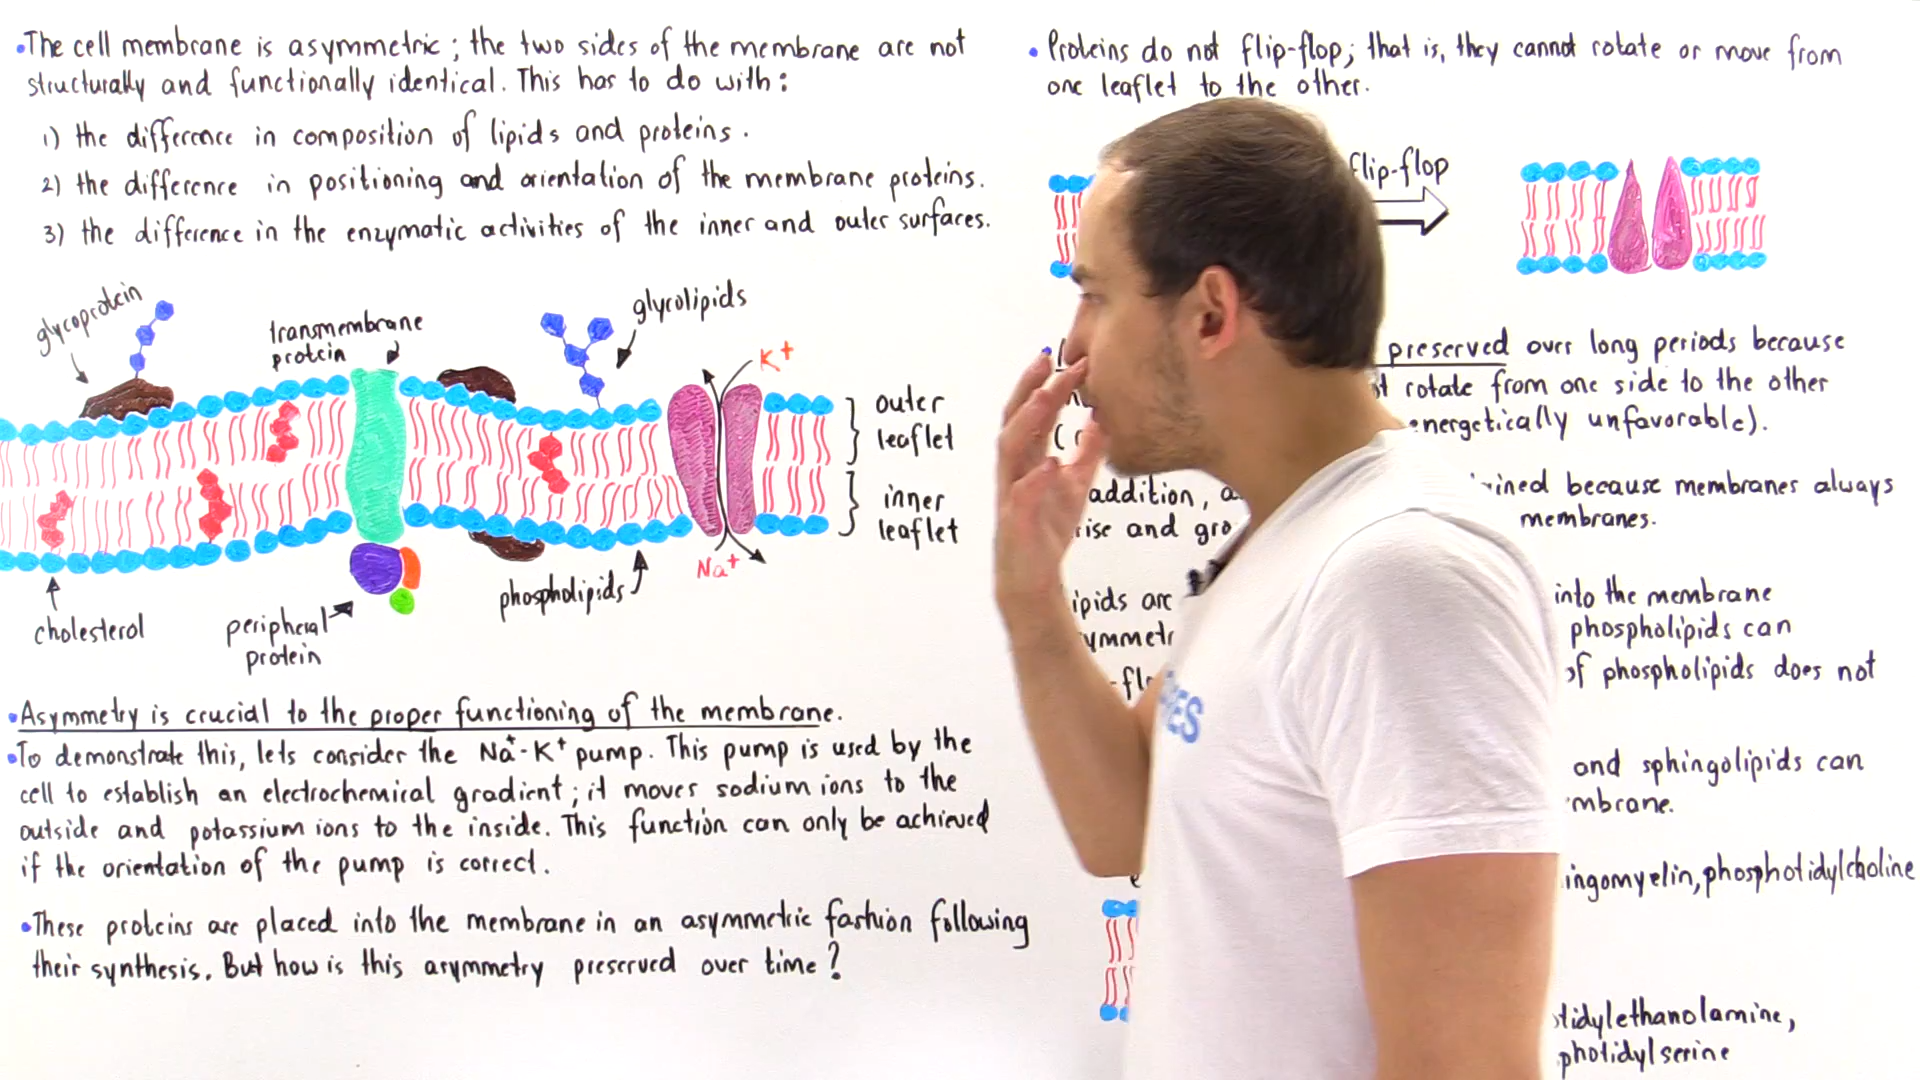 •The cell membrane is asymmetric; the two sides of the membrane are not
structurally and functionally identical. This has to do with:
1) the difference in composition of lipids and proteins.
2) the difference in positioning and orientation of the membrane proteins.
3) the difference in the enzymatic activities of the inner and outer surfaces.
glycoprotein
transmembrane
protein
glycolipids
K+
outer
leaflet
inner
leaflet
Na+
phospholipids
cholesterol
peripheral
protein
•Asymmetry is crucial to the proper functioning of the membrane.
•To demonstrate this, lets consider the Na+-K+ pump. This pump is used by the
cell to establish an electrochemical gradient; it moves sodium ions to the
outside and potassium ions to the inside. This function can only be achieved
if the orientation of the pump is correct.
•These proteins are placed into the membrane in an asymmetric fashion following
their synthesis. But how is this asymmetry preserved over time?
•Proteins do not flip-flop; that is, they cannot rotate or move from
one leaflet to the other.
flip-flop
preserved over long periods because
rotate from one side to the other
energetically unfavorable).
addition, because membranes always
and membranes.
into the membrane
lipids are phospholipids can
of phospholipids does not
and sphingolipids can
phosphotidylcholine